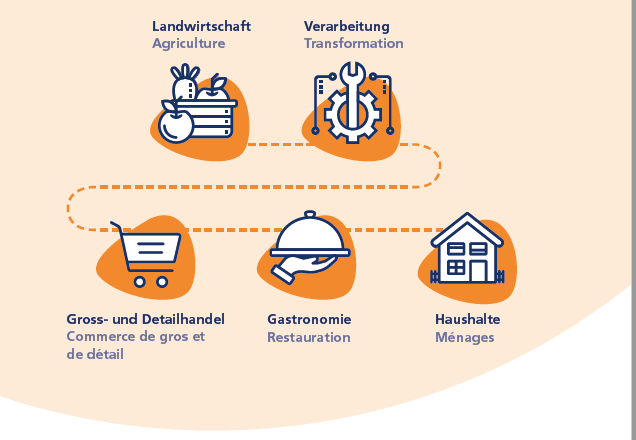 Landwirtschaft
Agriculture
Verarbeitung
Transformation
Gross- und Detailhandel
Commerce de gros et
de détail
Gastronomie
Restauration
Haushalte
Ménages